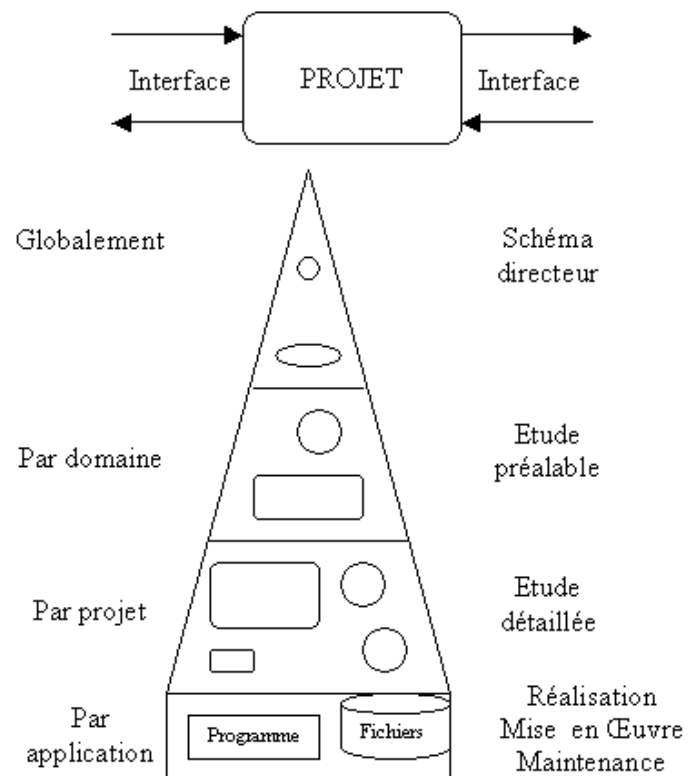 Interface PROJET Interface
Globalement
Schéma
directeur
Par domaine
Etude
préalable
Par projet
Etude
détaillée
Par
application
Programme
Fichiers
Réalisation
Mise en Œuvre
Maintenance